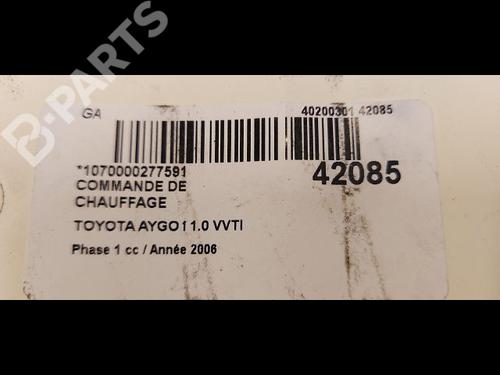 B-PARTS
GA
40200301 42085
*1070000277591
42085
COMMANDE DE
CHAUFFAGE
TOYOTA AYGO I 1.0 VVTI
Phase 1 cc / Année 2006